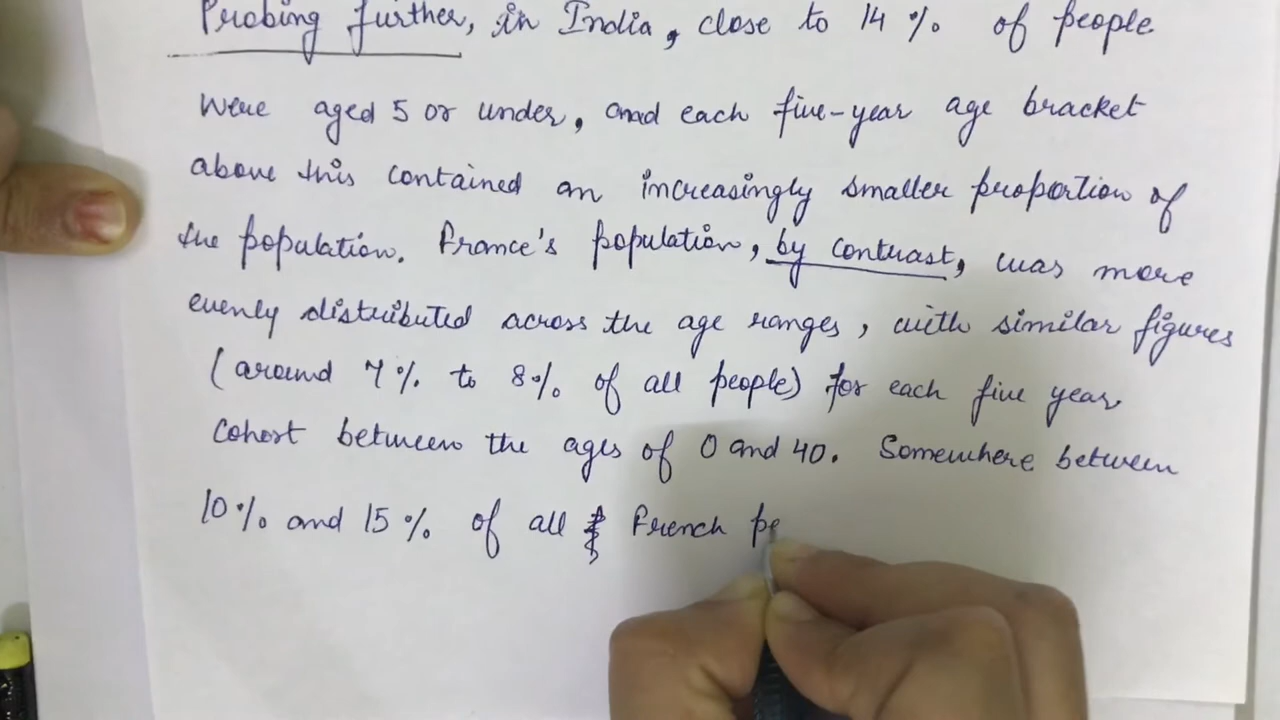 Probing further, in India, close to 14% of people
were aged 5 or under, and each five-year age bracket
above this contained an increasingly smaller proportion of
the population. France's population, by contrast, was more
evenly distributed across the age ranges, with similar figures
(around 7% to 8% of all people) for each five year
cohort between the ages of 0 and 40. Somewhere between
10% and 15% of all French pe